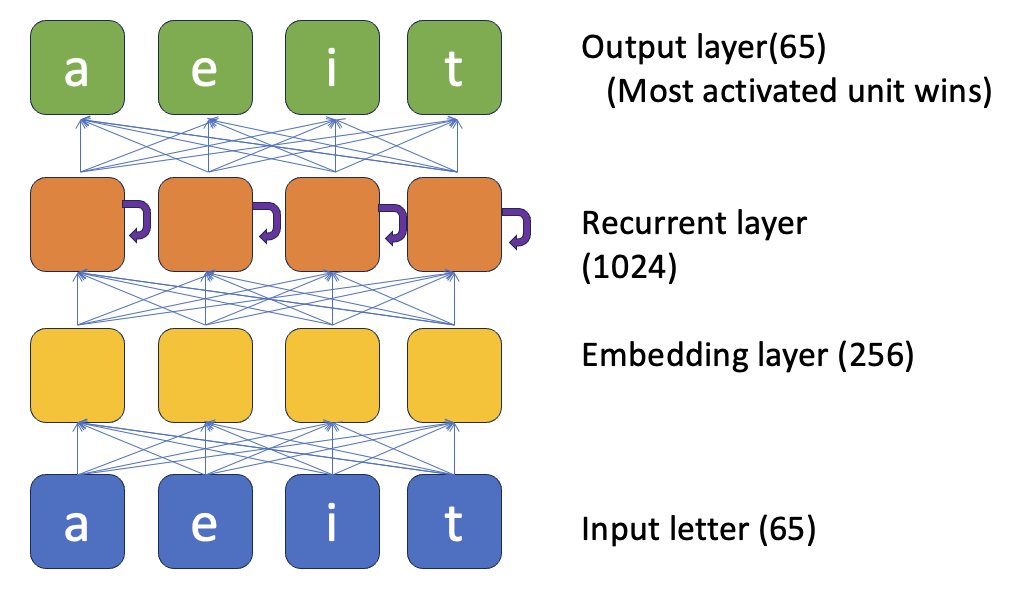 a e i t
Output layer(65)
(Most activated unit wins)
Recurrent layer
(1024)
Embedding layer (256)
a e i t
Input letter (65)